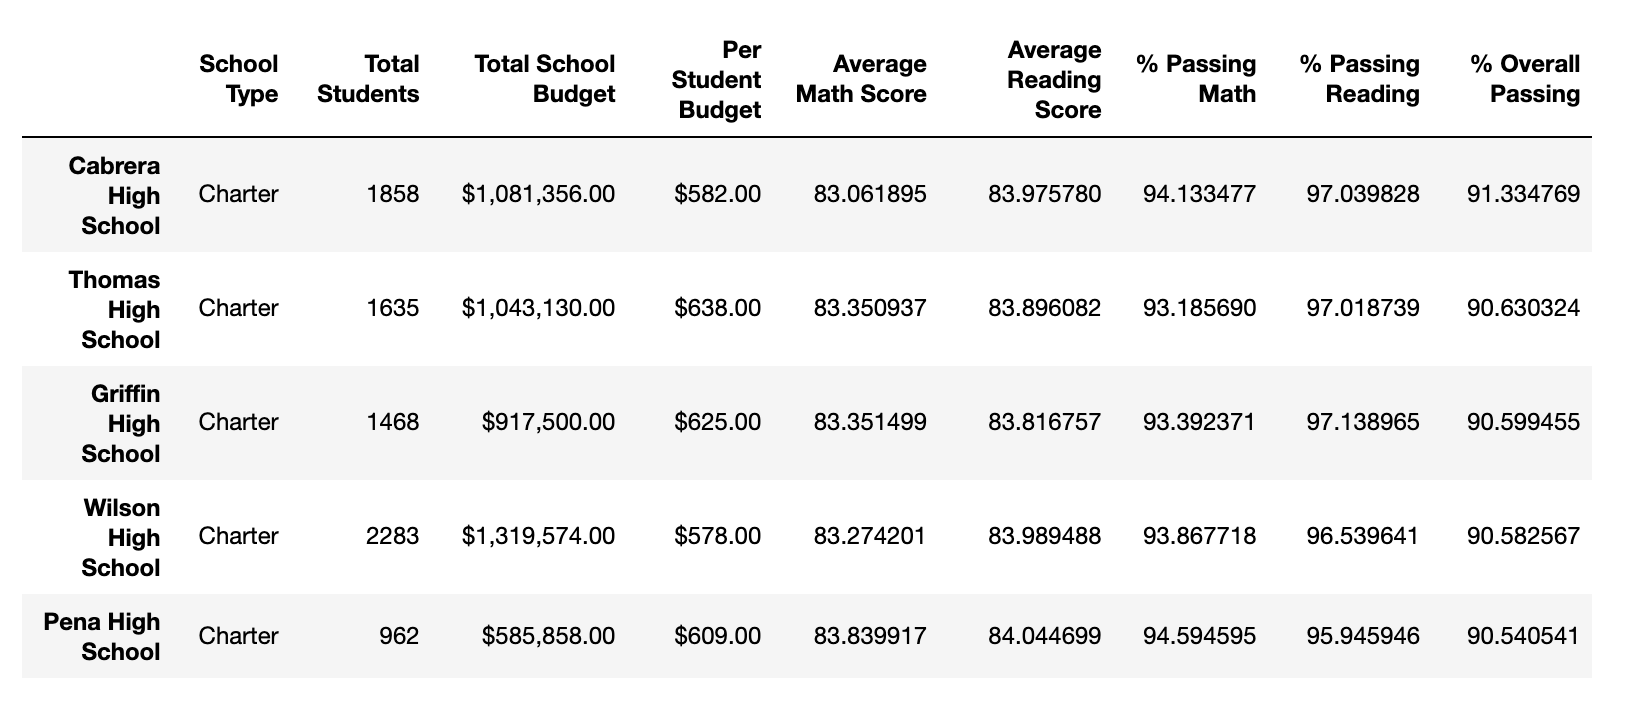 School Type Total Students Total School Budget Per Student Budget Average Math Score Average Reading Score % Passing Math % Passing Reading % Overall Passing
Cabrera High School Charter 1858 $1,081,356.00 $582.00 83.061895 83.975780 94.133477 97.039828 91.334769
Thomas High School Charter 1635 $1,043,130.00 $638.00 83.350937 83.896082 93.185690 97.018739 90.630324
Griffin High School Charter 1468 $917,500.00 $625.00 83.351499 83.816757 93.392371 97.138965 90.599455
Wilson High School Charter 2283 $1,319,574.00 $578.00 83.274201 83.989488 93.867718 96.539641 90.582567
Pena High School Charter 962 $585,858.00 $609.00 83.839917 84.044699 94.594595 95.945946 90.540541